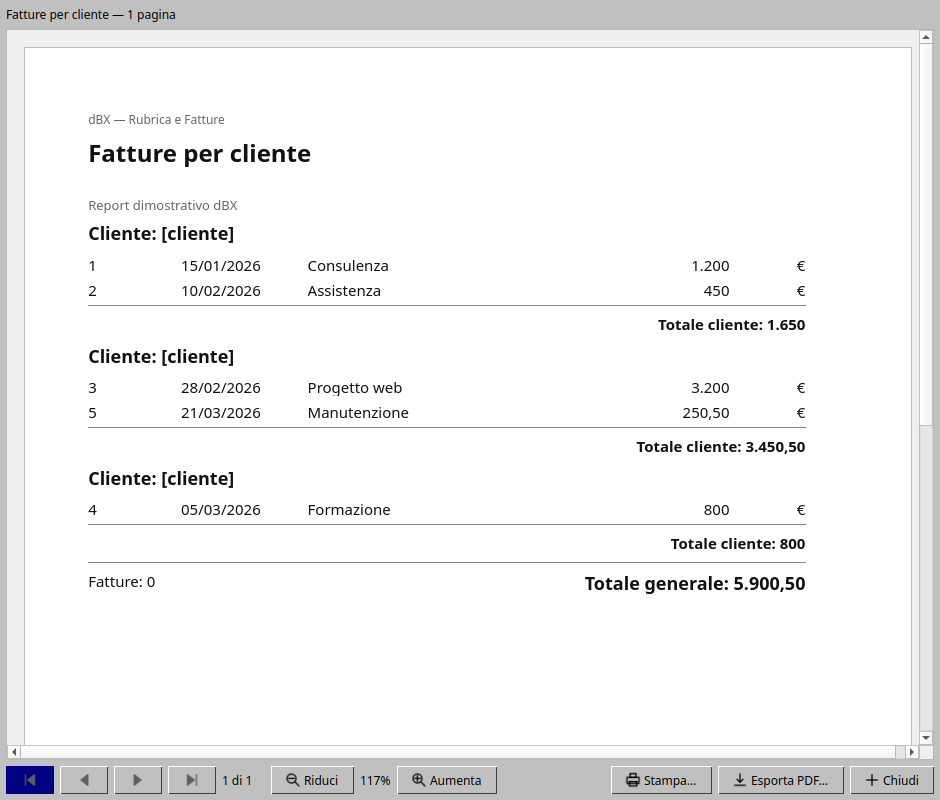 Fatture per cliente — 1 pagina
dBX — Rubrica e Fatture
Fatture per cliente
Report dimostrativo dBX
Cliente: [cliente]
1 15/01/2026 Consulenza 1.200 €
2 10/02/2026 Assistenza 450 €
Totale cliente: 1.650
Cliente: [cliente]
3 28/02/2026 Progetto web 3.200 €
5 21/03/2026 Manutenzione 250,50 €
Totale cliente: 3.450,50
Cliente: [cliente]
4 05/03/2026 Formazione 800 €
Totale cliente: 800
Fatture: 0 Totale generale: 5.900,50
1 di 1 Riduci 117% Aumenta Stampa... Esporta PDF... Chiudi